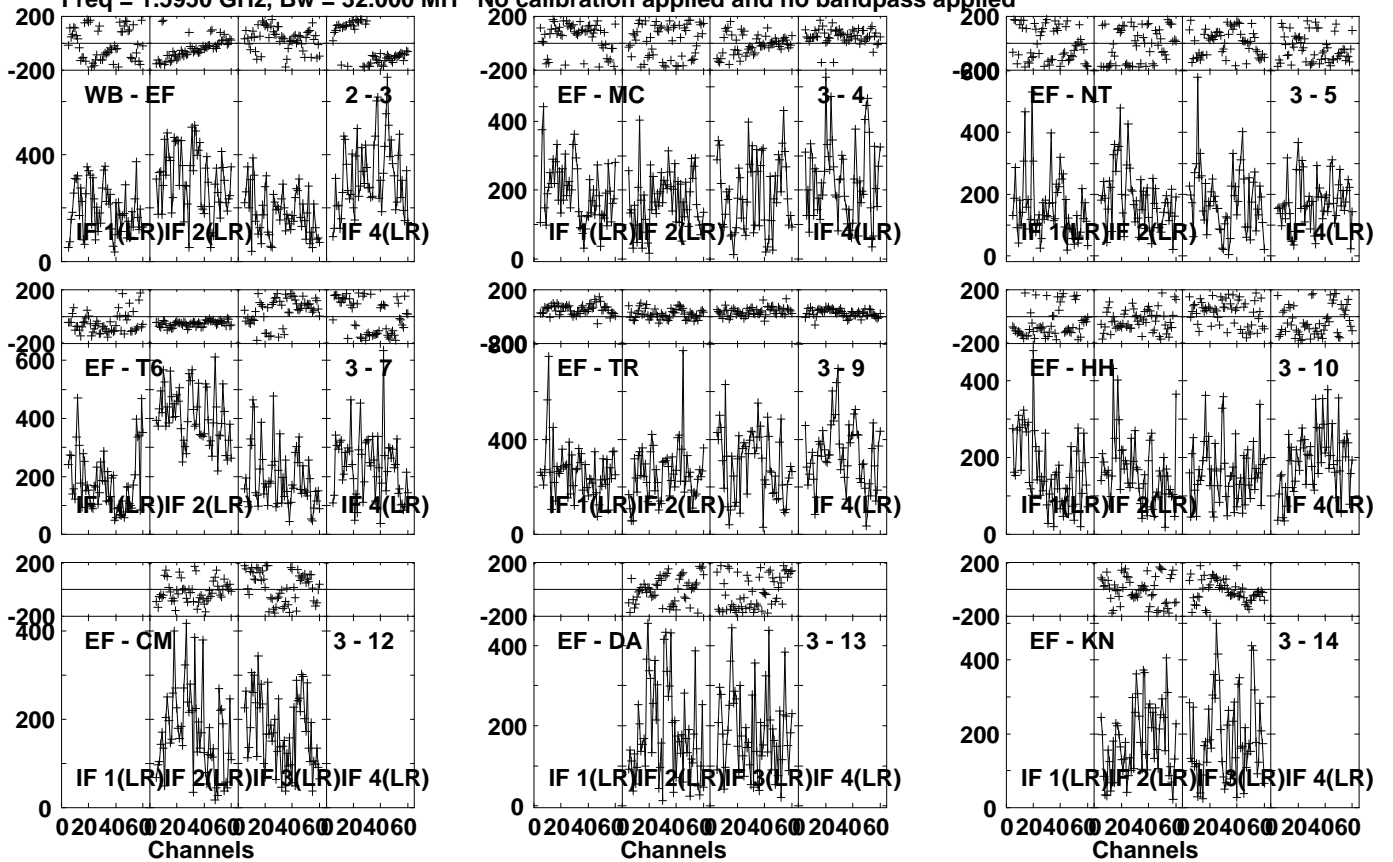 Freq = 1.5950 GHz, Bw = 32.000 MH No calibration applied and no bandpass applied
200
-200
WB - EF 2 - 3
400
0
IF 1(LR) IF 2(LR) IF 4(LR)
200
-200
EF - MC 3 - 4
400
200
0
IF 1(LR) IF 2(LR) IF 4(LR)
200
-200
600
EF - NT 3 - 5
400
200
0
IF 1(LR) IF 2(LR) IF 4(LR)
200
-200
600
EF - T6 3 - 7
400
200
0
IF 1(LR) IF 2(LR) IF 4(LR)
200
-200
800
EF - TR 3 - 9
400
0
IF 1(LR) IF 2(LR) IF 4(LR)
200
-200
EF - HH 3 - 10
400
200
0
IF 1(LR) IF 2(LR) IF 4(LR)
200
-200
400
EF - CM 3 - 12
200
0
IF 1(LR) IF 2(LR) IF 3(LR) IF 4(LR)
0 20 40 60 0 20 40 60 0 20 40 60 0 20 40 60
Channels
200
-200
EF - DA 3 - 13
400
200
0
IF 1(LR) IF 2(LR) IF 3(LR) IF 4(LR)
0 20 40 60 0 20 40 60 0 20 40 60 0 20 40 60
Channels
200
-200
EF - KN 3 - 14
400
200
0
IF 1(LR) IF 2(LR) IF 3(LR) IF 4(LR)
0 20 40 60 0 20 40 60 0 20 40 60 0 20 40 60
Channels